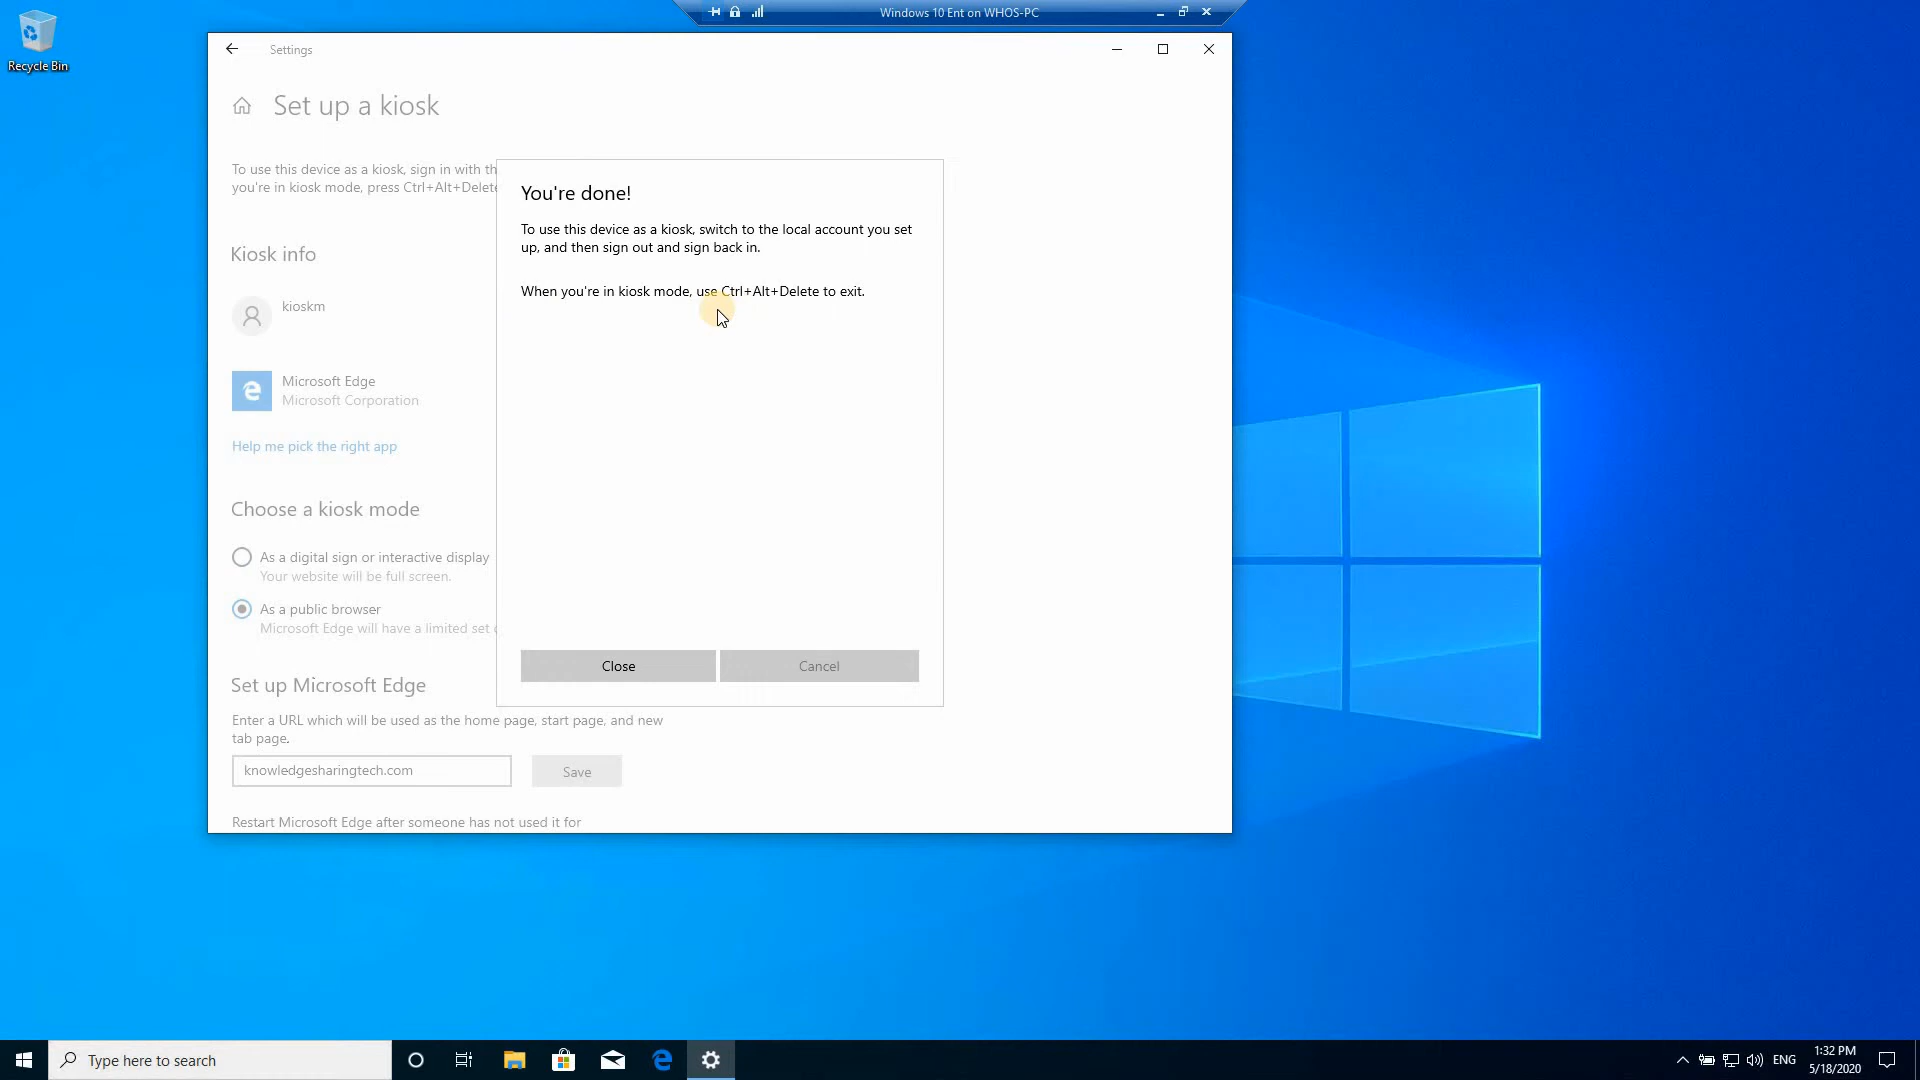 Windows 10 Ent on WHOS-PC
Recycle Bin
Settings
Set up a kiosk
To use this device as a kiosk, sign in with th
you're in kiosk mode, press Ctrl+Alt+Delete
Kiosk info
kioskm
Microsoft Edge
Microsoft Corporation
Help me pick the right app
Choose a kiosk mode
As a digital sign or interactive display
Your website will be full screen.
As a public browser
Microsoft Edge will have a limited set
Set up Microsoft Edge
Enter a URL which will be used as the home page, start page, and new
tab page.
knowledgesharingtech.com
Save
Restart Microsoft Edge after someone has not used it for
You're done!
To use this device as a kiosk, switch to the local account you set
up, and then sign out and sign back in.
When you're in kiosk mode, use Ctrl+Alt+Delete to exit.
Close
Cancel
Type here to search
ENG
1:32 PM
5/18/2020